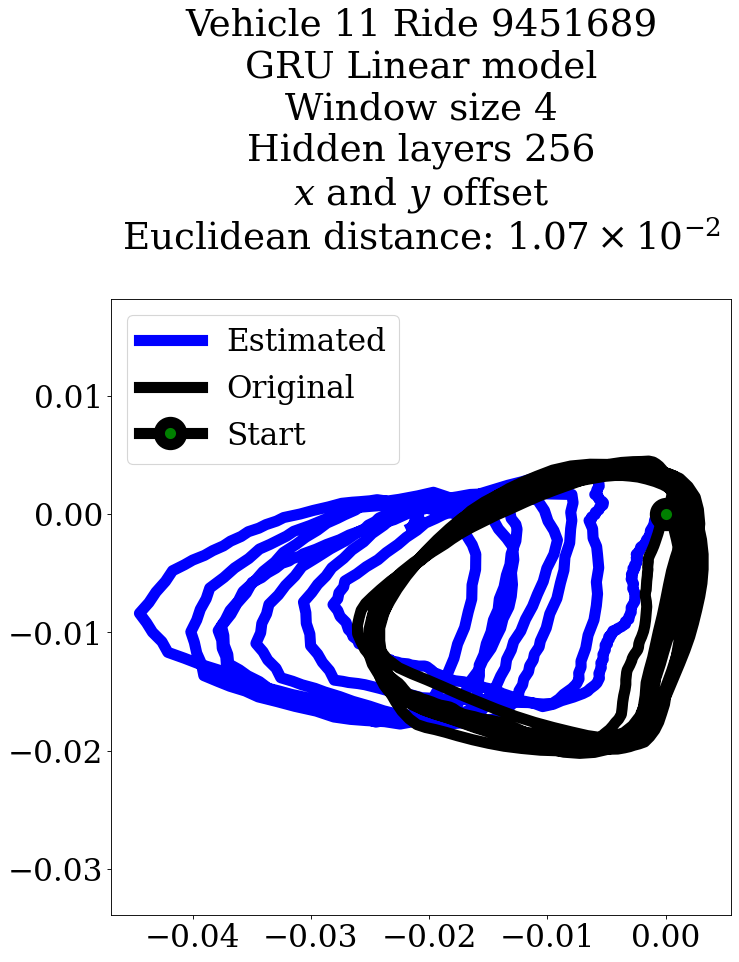 Vehicle 11 Ride 9451689
GRU Linear model
Window size 4
Hidden layers 256
x and y offset
Euclidean distance: 1.07 × 10⁻²
Estimated
Original
Start
0.01
0.00
−0.01
−0.02
−0.03
−0.04 −0.03 −0.02 −0.01 0.00